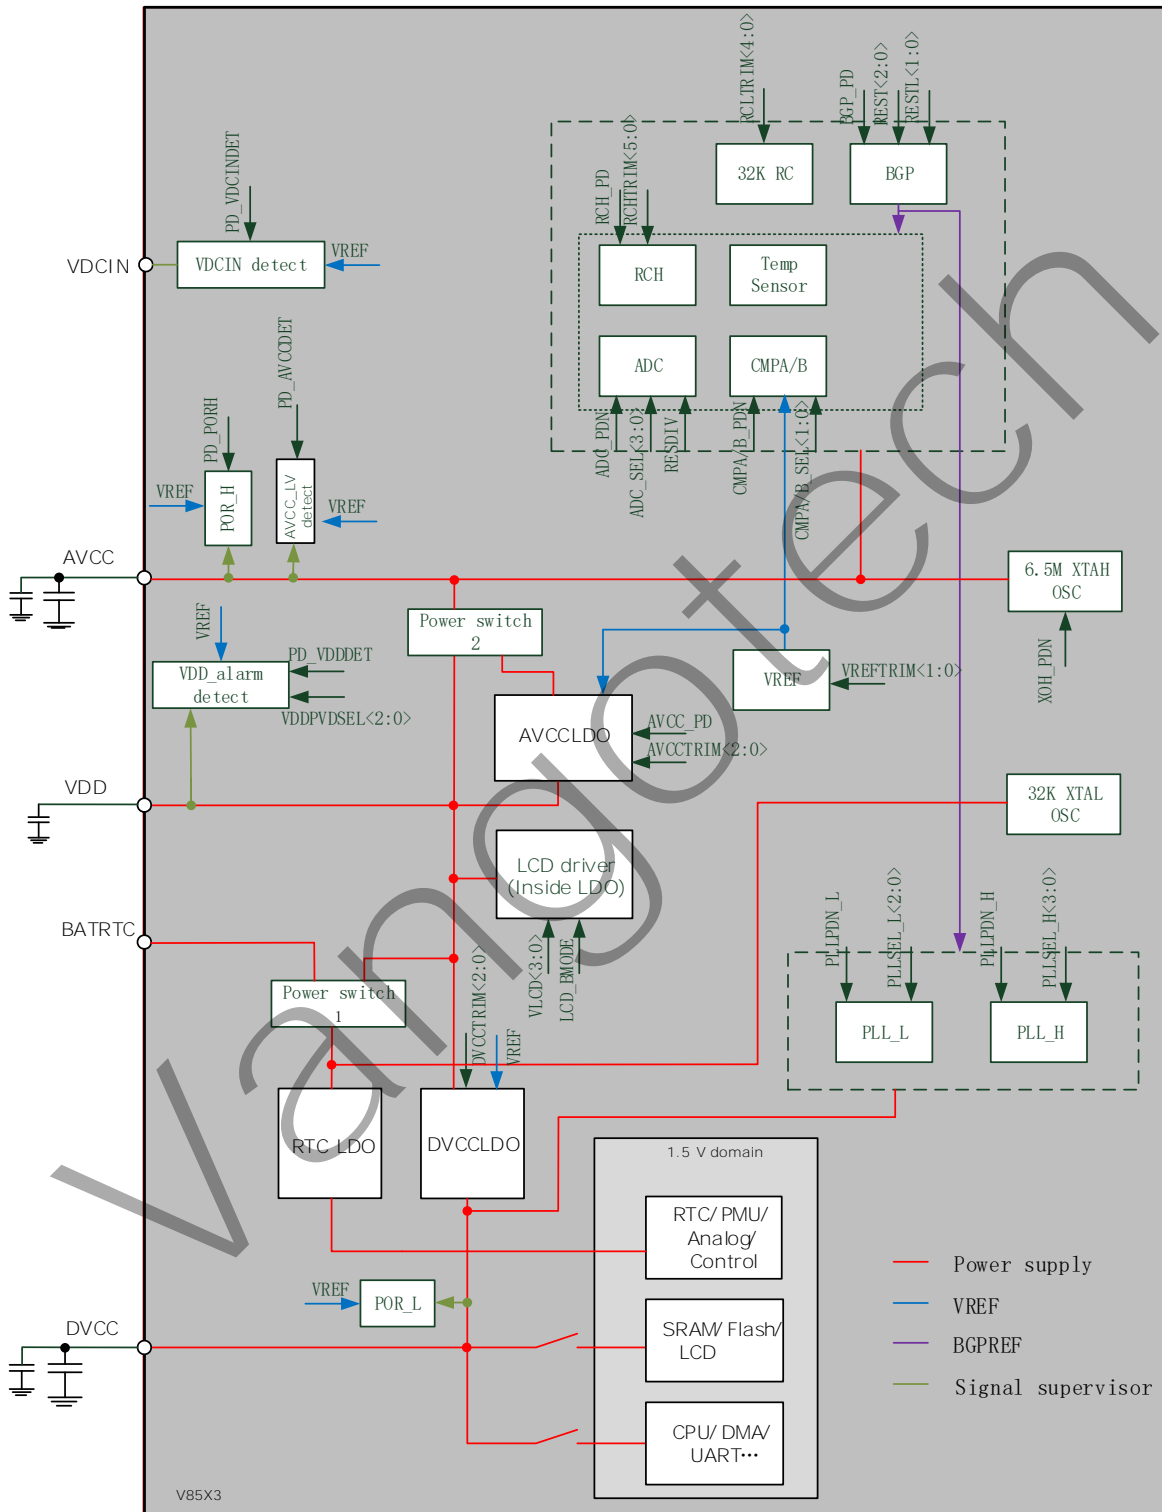 RCLTRIM<4:0>
BGP_PD
REST<2:0>
RESTL<1:0>
32K RC
BGP
RCH_PD
RCHTRIM<5:0>
PD_VDCINDET
VDCIN
VDCIN detect
VREF
RCH
Temp
Sensor
ADC
CMPA/B
ADC_PDN
ADC_SEL<3:0>
RESDIV
CMPA/B_PDN
CMPA/B_SEL<1:0>
PD_PORH
PD_AVCCDET
VREF
POR_H
AVCC_LV
detect
VREF
AVCC
6.5M XTAH
OSC
XOH_PDN
Power switch
2
VREF
VDD_alarm
detect
PD_VDDDET
VDDPVDSEL<2:0>
VREF
VREFTRIM<1:0>
AVCCLDO
AVCC_PD
AVCCTRIM<2:0>
VDD
32K XTAL
OSC
LCD driver
(Inside LDO)
VLCD<3:0>
LCD_BMODE
BATRTC
Power switch
1
DVCCTRIM<2:0>
VREF
PLLPDN_L
PLLSEL_L<2:0>
PLLPDN_H
PLLSEL_H<3:0>
PLL_L
PLL_H
RTC LDO
DVCCLDO
1.5 V domain
RTC/PMU/
Analog/
Control
VREF
POR_L
SRAM/Flash/
LCD
DVCC
CPU/DMA/
UART…
Power supply
VREF
BGPREF
Signal supervisor
V85X3
Vangotech